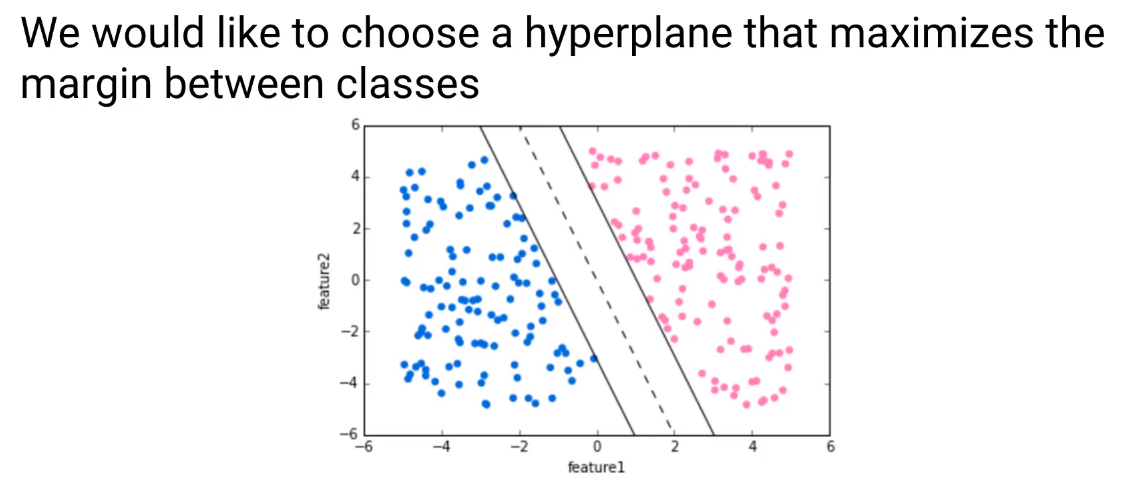 We would like to choose a hyperplane that maximizes the
margin between classes
6
4
2
0
−2
−4
−6
feature2
−6 −4 −2 0 2 4 6
feature1